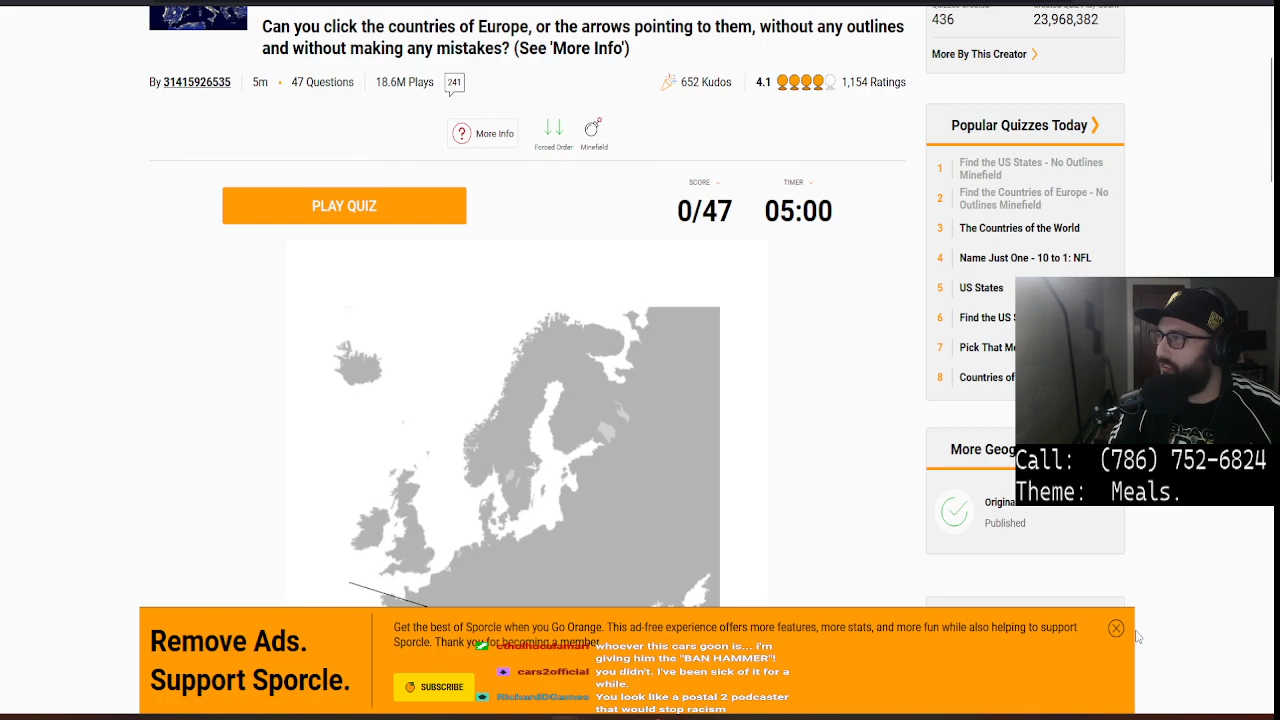 Can you click the countries of Europe, or the arrows pointing to them, without any outlines
and without making any mistakes? (See 'More Info')
436
23,968,382
More By This Creator
By 31415926535
5m
47 Questions
18.6M Plays
241
652 Kudos
4.1
1,154 Ratings
More Info
Forced Order
Minefield
PLAY QUIZ
SCORE
TIMER
0/47
05:00
Popular Quizzes Today
1 Find the US States - No Outlines
Minefield
2 Find the Countries of Europe - No
Outlines Minefield
3 The Countries of the World
4 Name Just One - 10 to 1: NFL
5 US States
6 Find the US
7 Pick That
8 Countries of
More
Published
Call: (786) 752-6824
Theme: Meals.
Remove Ads.
Support Sporcle.
Get the best of Sporcle when you Go Orange. This ad-free experience offers more features, more stats, and more fun while also helping to support
Sporcle. Thank you for becoming a member.
SUBSCRIBE
whoever this cars goon is... i'm
giving him the "BAN HAMMER"!
cars2official you didn't. i've been sick of it for a
while.
RichardDGames You look like a postal 2 podcaster
that would stop racism